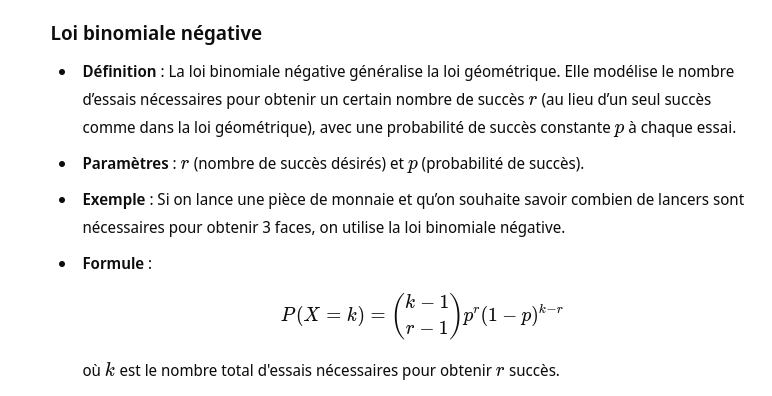 Loi binomiale négative
• Définition : La loi binomiale négative généralise la loi géométrique. Elle modélise le nombre
d’essais nécessaires pour obtenir un certain nombre de succès r (au lieu d’un seul succès
comme dans la loi géométrique), avec une probabilité de succès constante p à chaque essai.
• Paramètres : r (nombre de succès désirés) et p (probabilité de succès).
• Exemple : Si on lance une pièce de monnaie et qu’on souhaite savoir combien de lancers sont
nécessaires pour obtenir 3 faces, on utilise la loi binomiale négative.
• Formule :
P(X = k) = \binom{k − 1}{r − 1} p^r (1 − p)^{k−r}
où k est le nombre total d'essais nécessaires pour obtenir r succès.